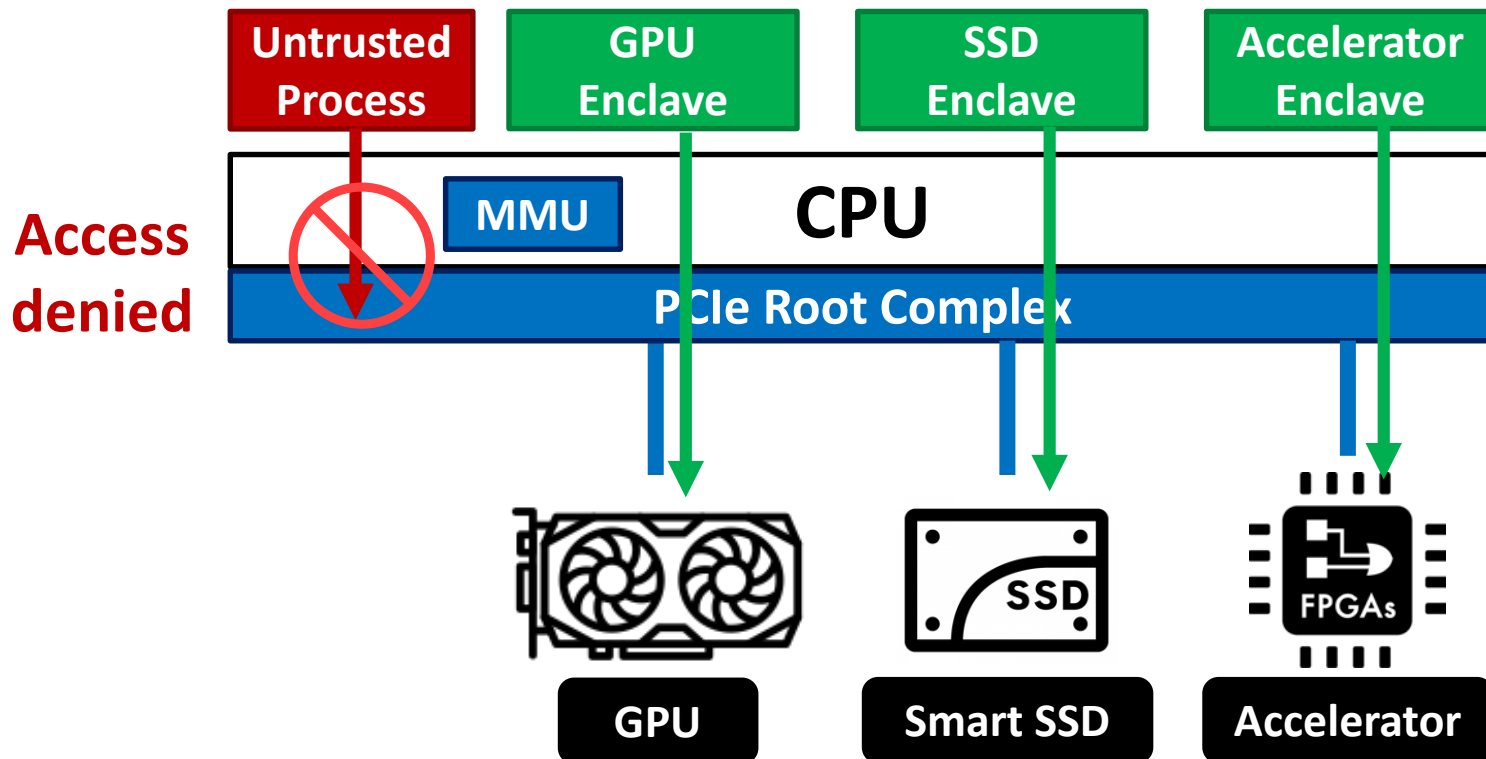 Untrusted
Process
GPU
Enclave
SSD
Enclave
Accelerator
Enclave
Access
denied
MMU
CPU
PCIe Root Complex
SSD
FPGAs
GPU
Smart SSD
Accelerator